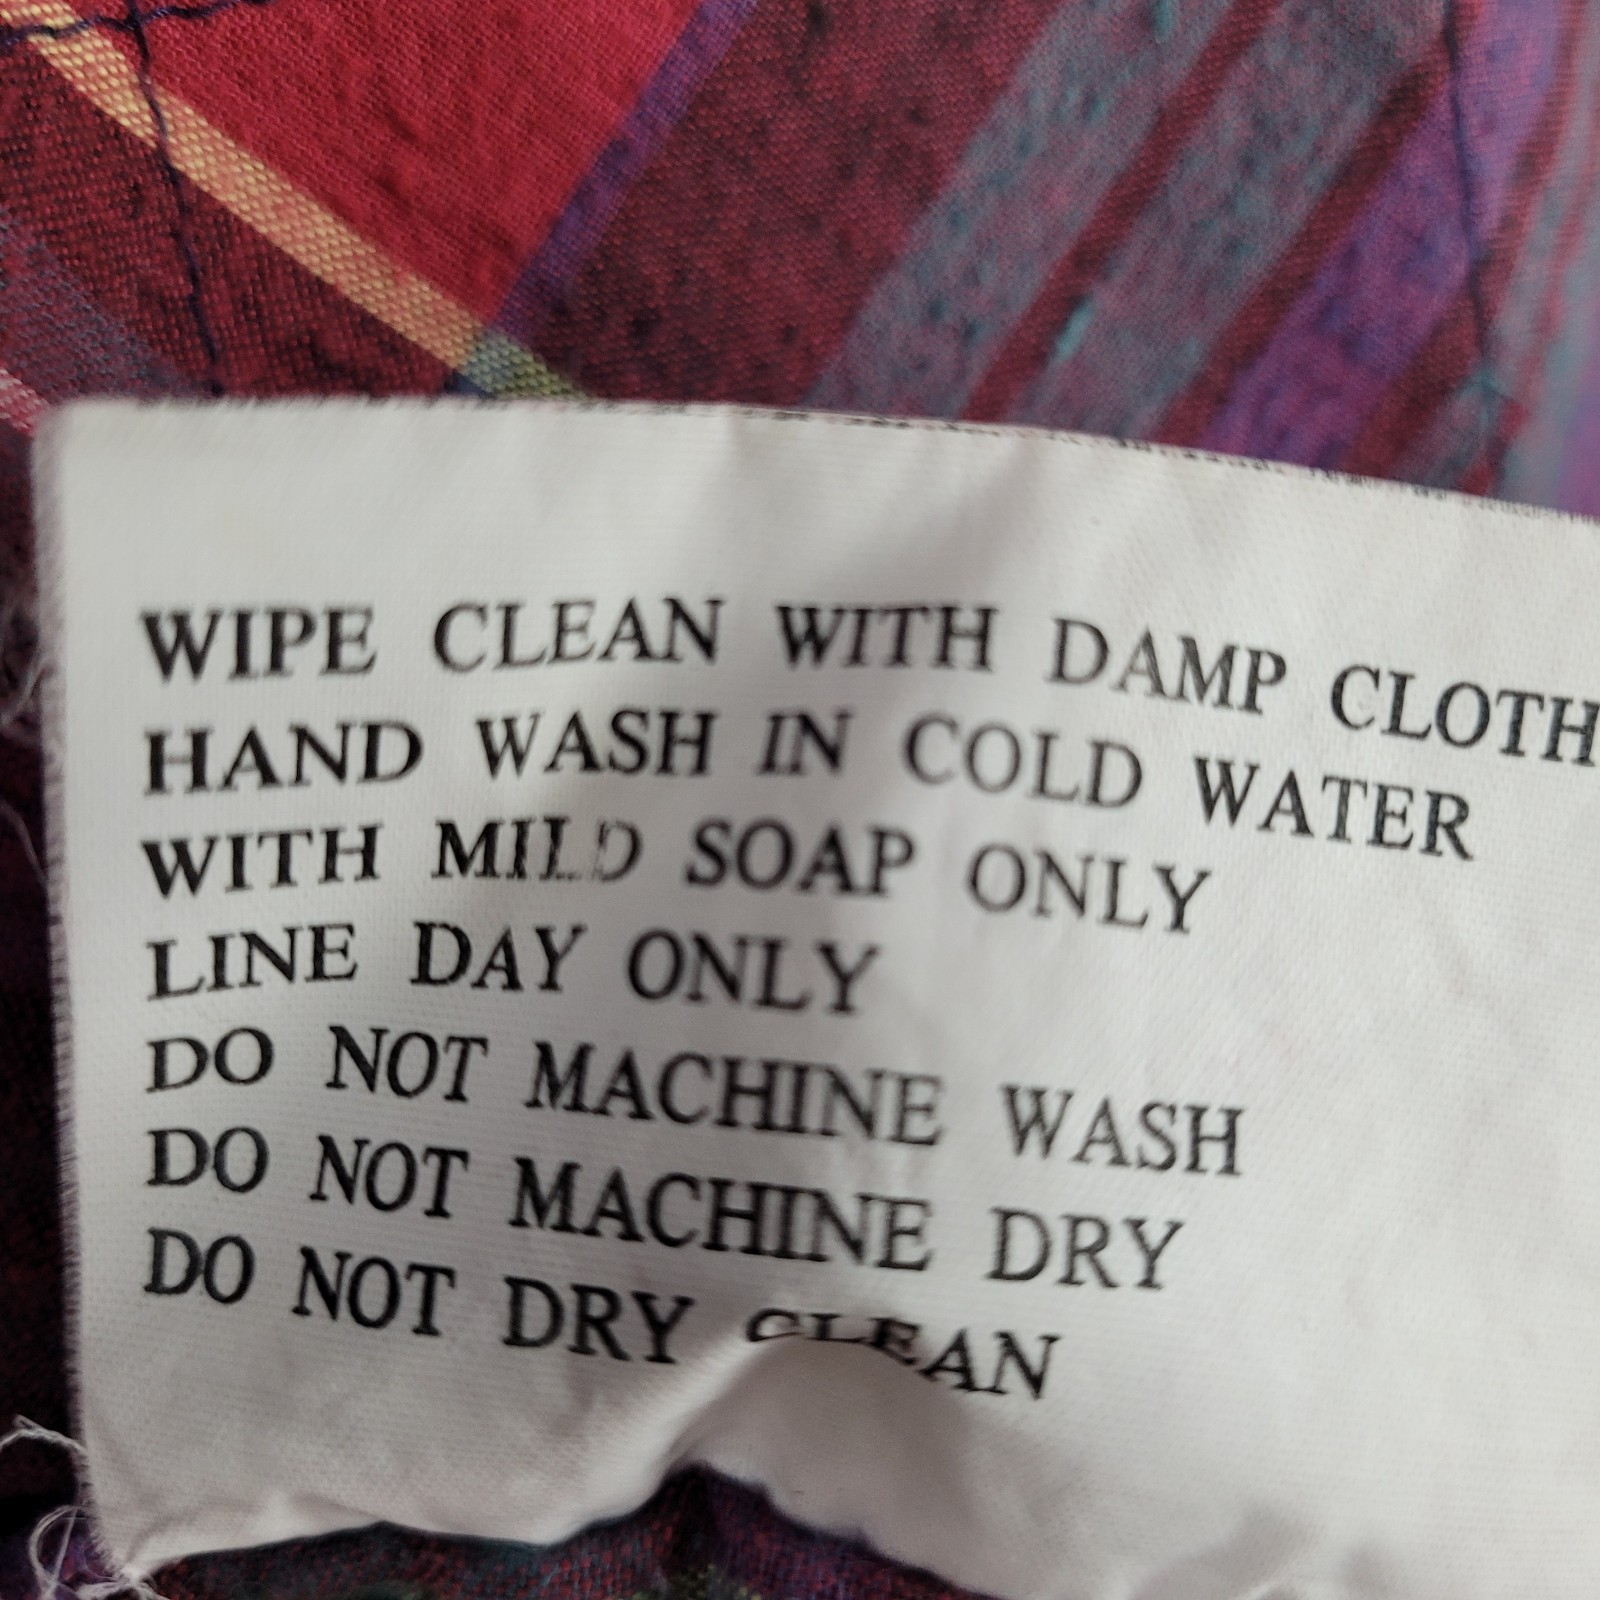 WIPE CLEAN WITH DAMP CLOTH
HAND WASH IN COLD WATER
WITH MILD SOAP ONLY
LINE DAY ONLY
DO NOT MACHINE WASH
DO NOT MACHINE DRY
DO NOT DRY CLEAN